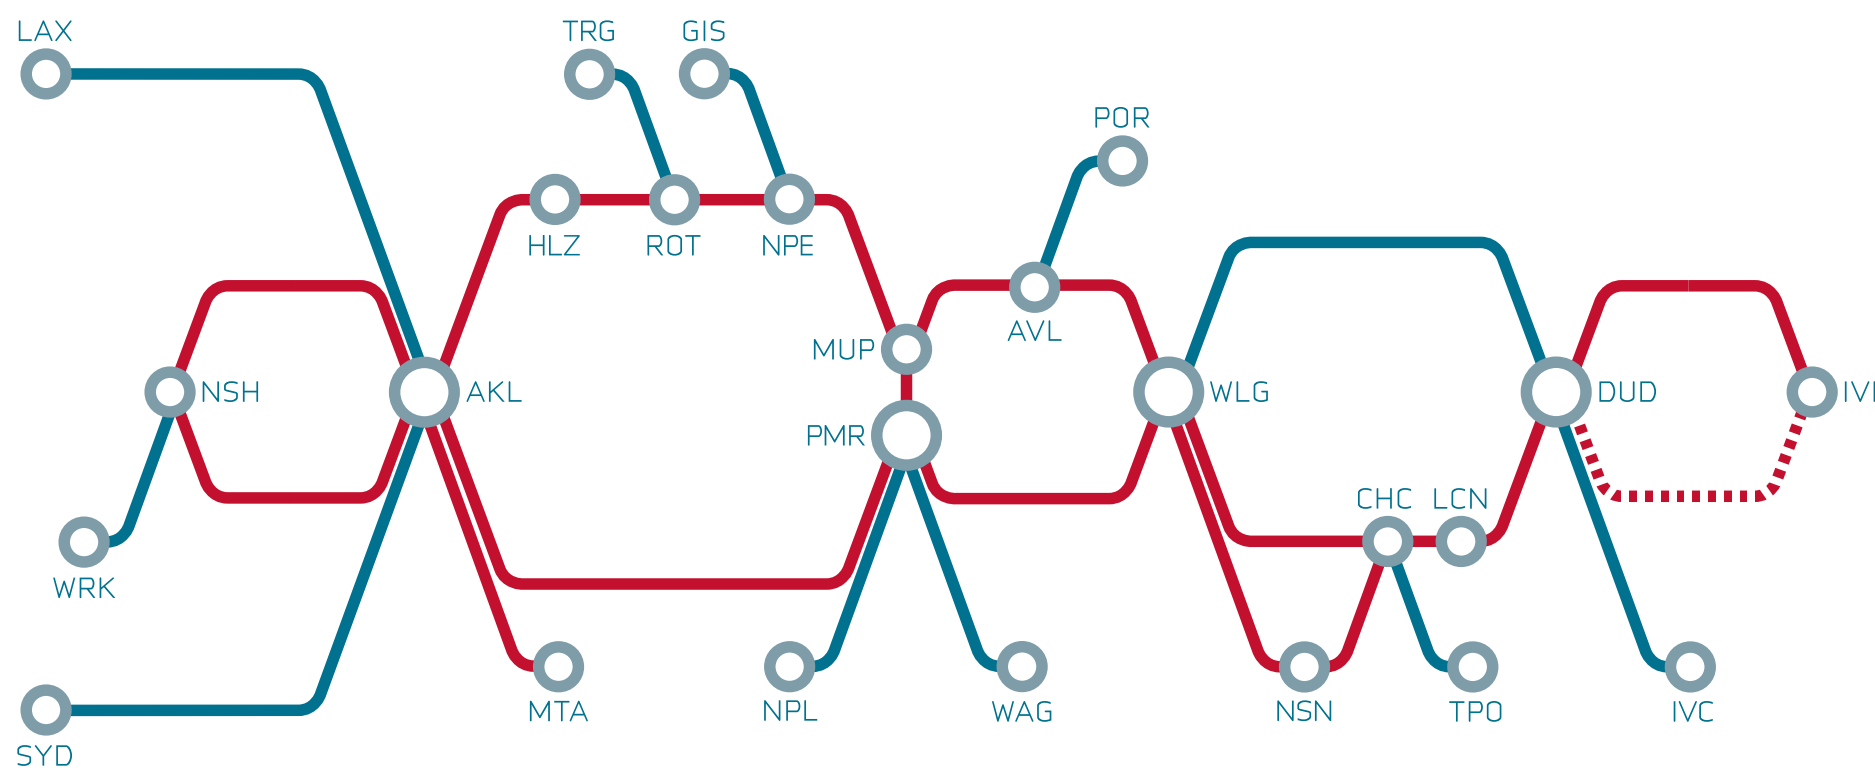 LAX
TRG
GIS
POR
HLZ
ROT
NPE
AVL
MUP
NSH
AKL
WLG
DUD
PMR
CHC
LCN
WRK
MTA
NPL
WAG
NSN
TPO
IVC
SYD